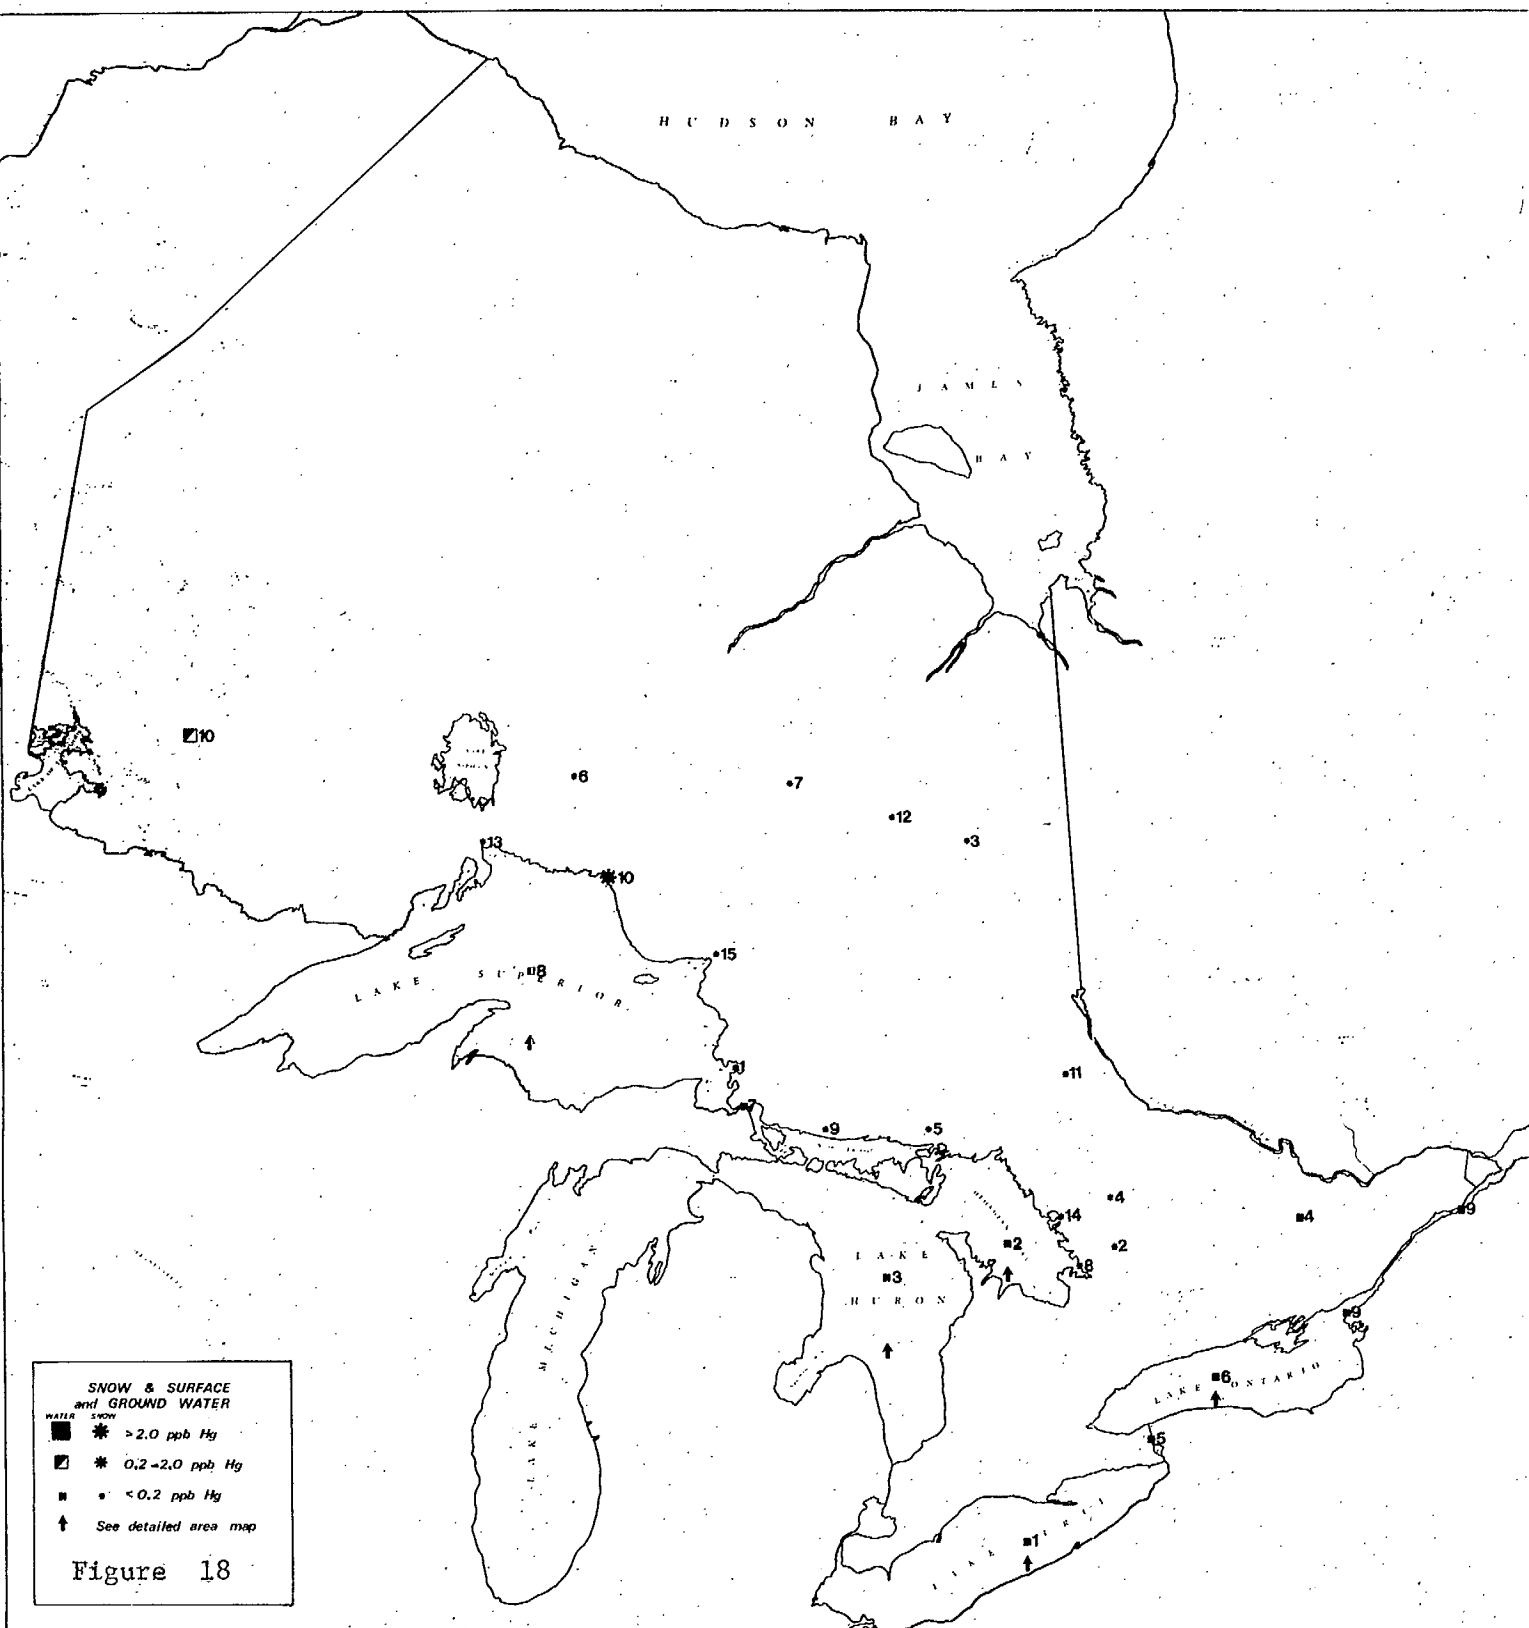 HUDSON BAY
JAMES
BAY
10
6
7
12
3
13
10
15
LAKE SUPERIOR
8
1
7
11
9
5
4
14
2
2
8
4
9
LAKE
3
HURON
LAKE MICHIGAN
9
6
LAKE ONTARIO
5
LAKE ERIE
1
SNOW & SURFACE
and GROUND WATER
WATER SNOW
>2.0 ppb Hg
0.2-2.0 ppb Hg
<0.2 ppb Hg
See detailed area map
Figure 18